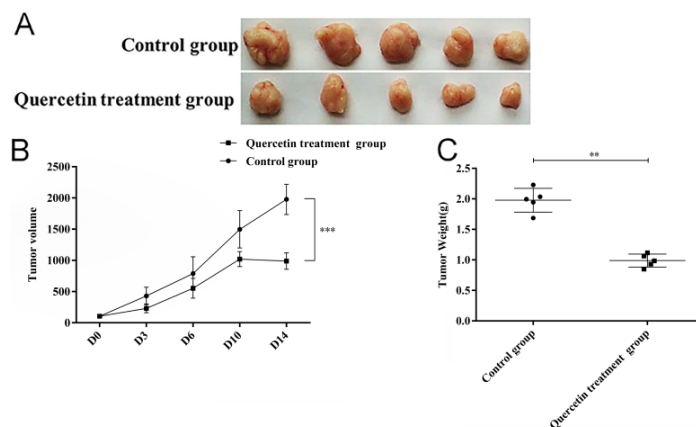 A
Control group
Quercetin treatment group
B
Quercetin treatment group
Control group
Tumor volume
2500
2000
1500
1000
500
0
D0
D3
D6
D10
D14
***
C
**
Tumor Weight(g)
2.5
2.0
1.5
1.0
0.5
0.0
Control group
Quercetin treatment group